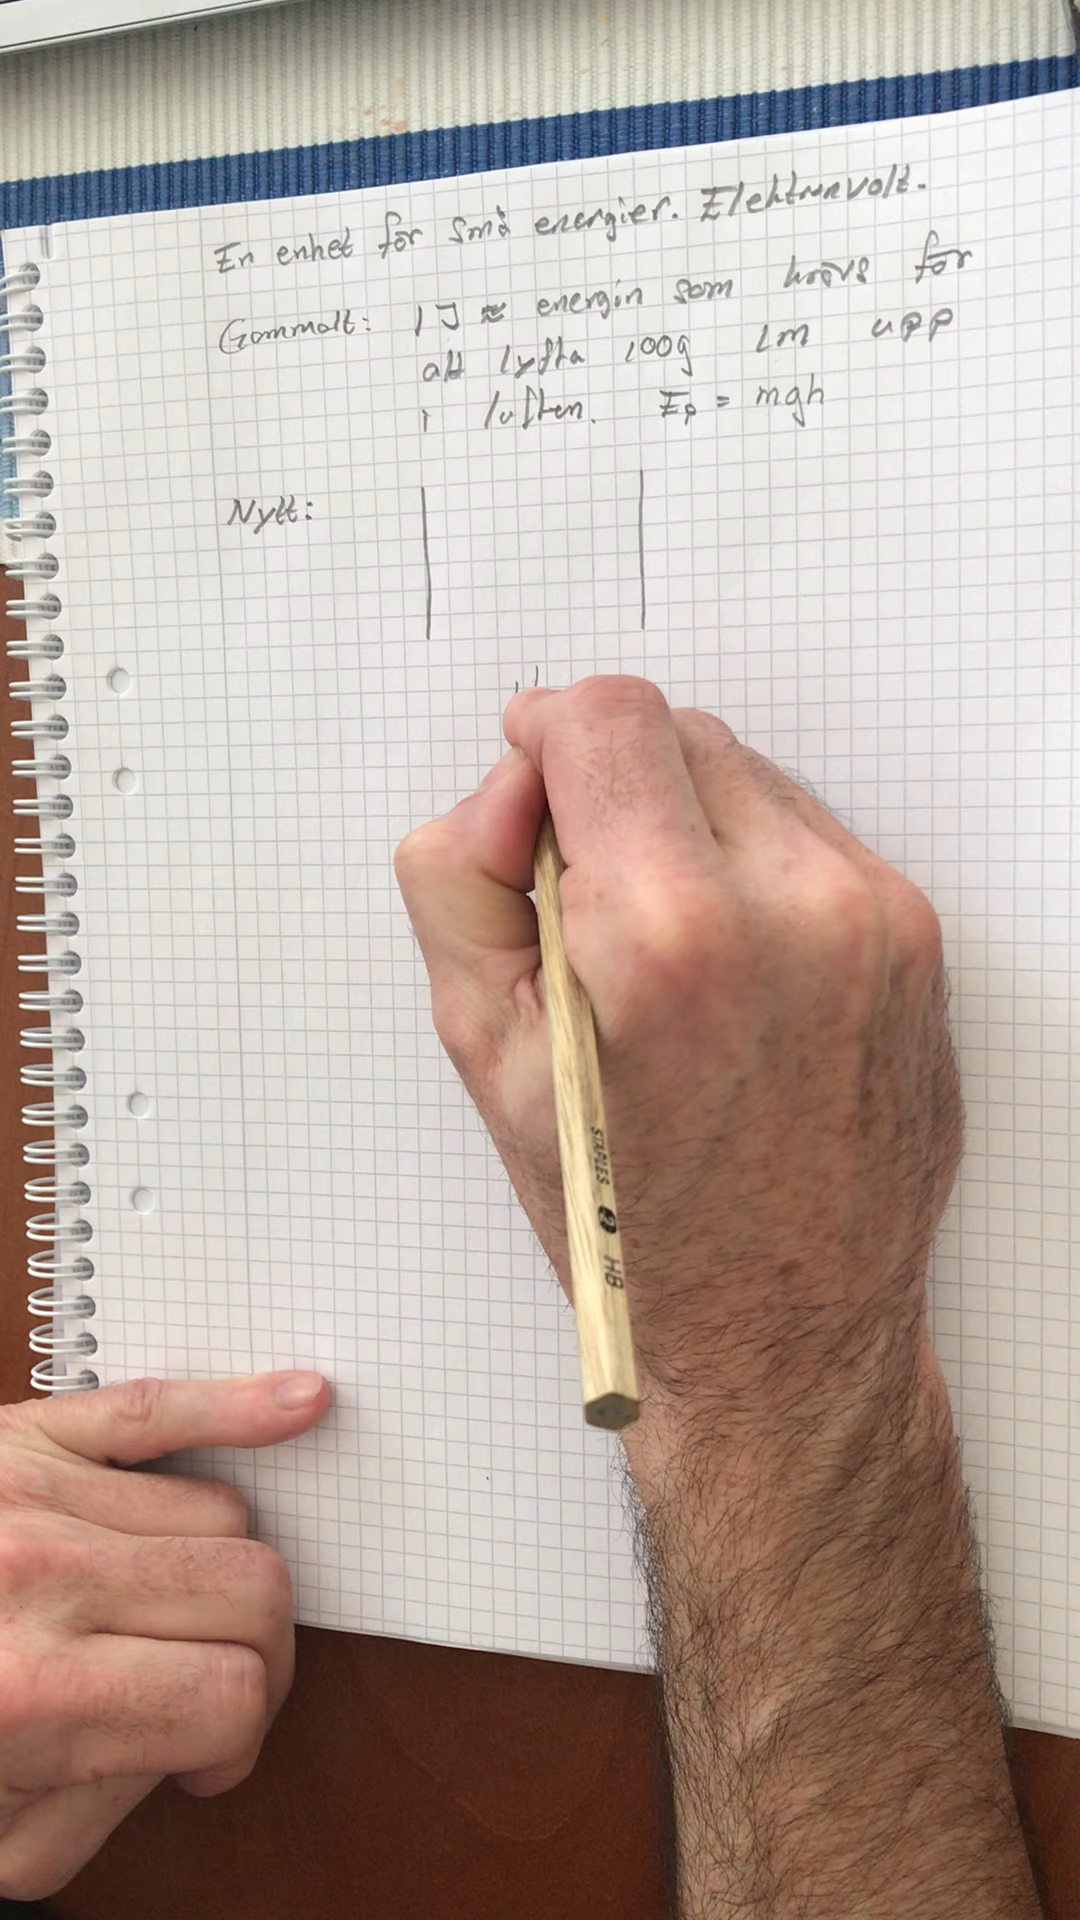 En enhet för små energier. Elektronvolt.
Gammalt: 1 J ≈ energin som krävs för
att lyfta 100g 1m upp
i luften. Ep = mgh
Nytt:
STAPLES 2 HB